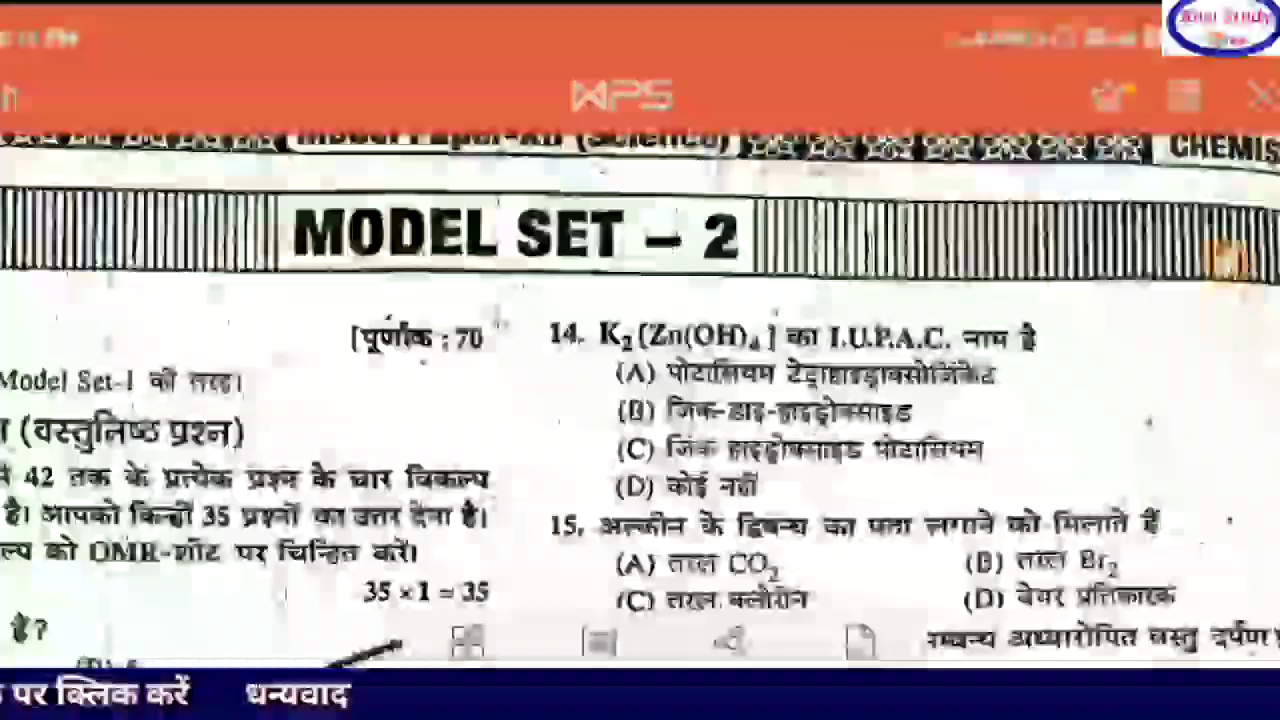 WPS
MODEL SET – 2
[पूर्णांक : 70
Model Set-1 की तरह।
(वस्तुनिष्ठ प्रश्न)
42 तक के प्रत्येक प्रश्न के चार विकल्प
है। आपको किन्हीं 35 प्रश्नों का उत्तर देना है।
को OMR-शीट पर चिन्हित करें।
35 × 1 = 35
है?
14. K₂[Zn(OH)₄] का I.U.P.A.C. नाम है
(A) पोटासियम टेट्राहाइड्राक्सोजिंकेट
(B) जिंक-डाइ-हाइड्रोक्साइड
(C) जिंक हाइड्रोक्साइड पोटासियम
(D) कोई नहीं
15. अल्कीन के द्विबन्ध का पता लगाने को मिलाते हैं
(A) तरल CO₂
(B) तरल Br₂
(C) तरल क्लोरीन
(D) बेयर प्रतिकारक
अध्यारोपित वस्तु दर्पण
पर क्लिक करें धन्यवाद